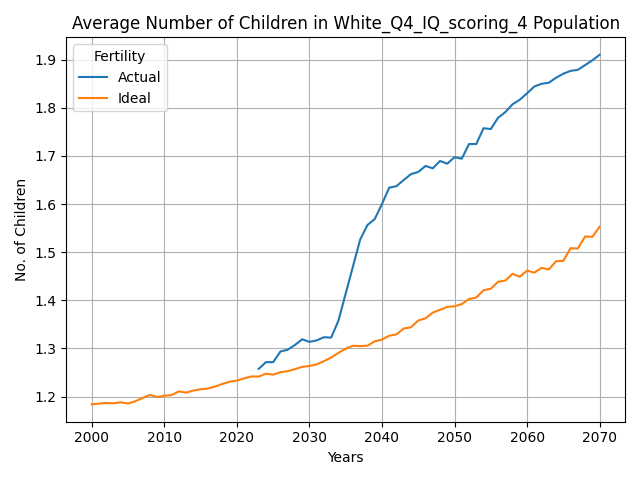 Average Number of Children in White_Q4_IQ_scoring_4 Population
Fertility
Actual
Ideal
No. of Children
1.9
1.8
1.7
1.6
1.5
1.4
1.3
1.2
2000 2010 2020 2030 2040 2050 2060 2070
Years